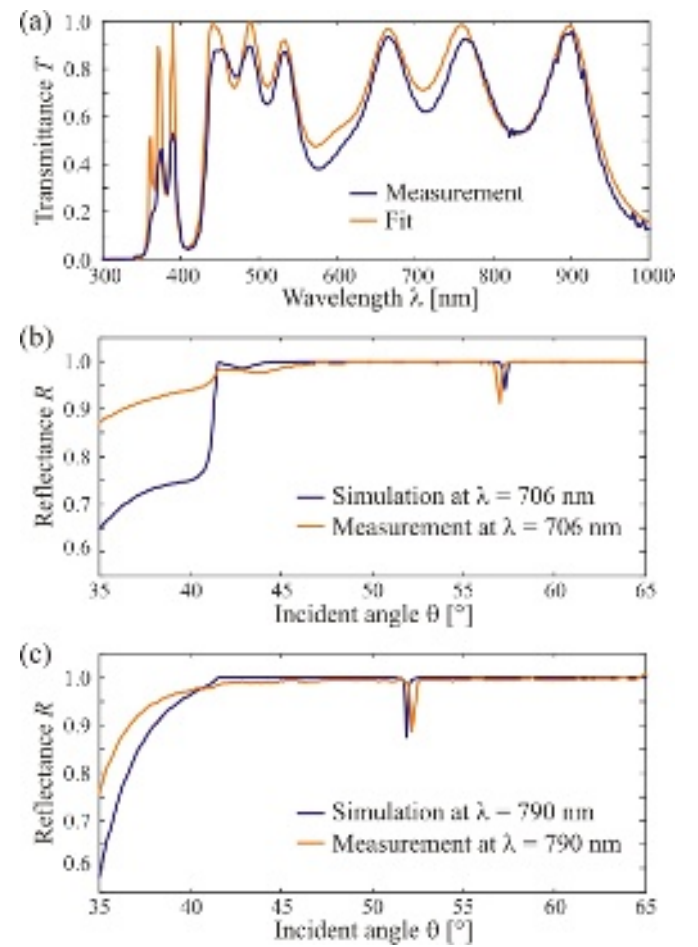 (a)
1.0
0.8
0.6
0.4
0.2
0.0
Transmittance T
Measurement
Fit
300 400 500 600 700 800 900 1000
Wavelength λ [nm]
(b)
1.0
0.9
0.8
0.7
0.6
Reflectance R
Simulation at λ = 706 nm
Measurement at λ = 706 nm
35 40 45 50 55 60 65
Incident angle θ [°]
(c)
1.0
0.9
0.8
0.7
0.6
Reflectance R
Simulation at λ = 790 nm
Measurement at λ = 790 nm
35 40 45 50 55 60 65
Incident angle θ [°]